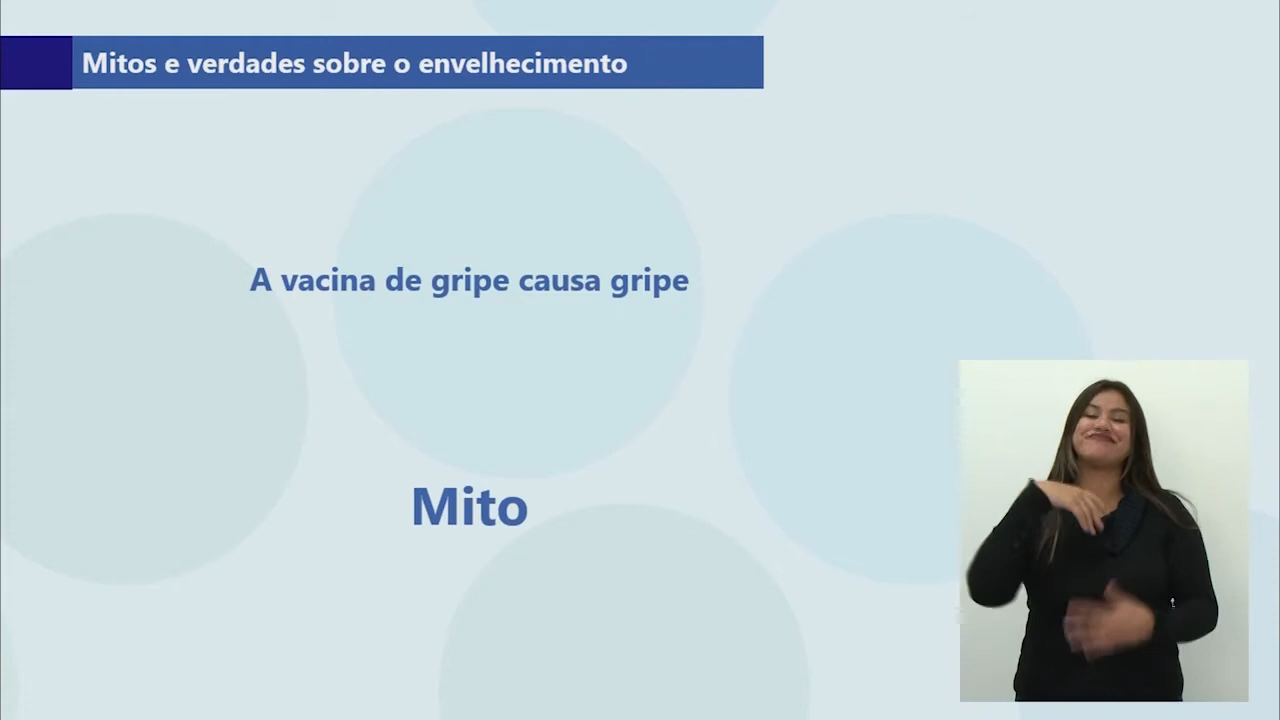 Mitos e verdades sobre o envelhecimento
A vacina de gripe causa gripe
Mito